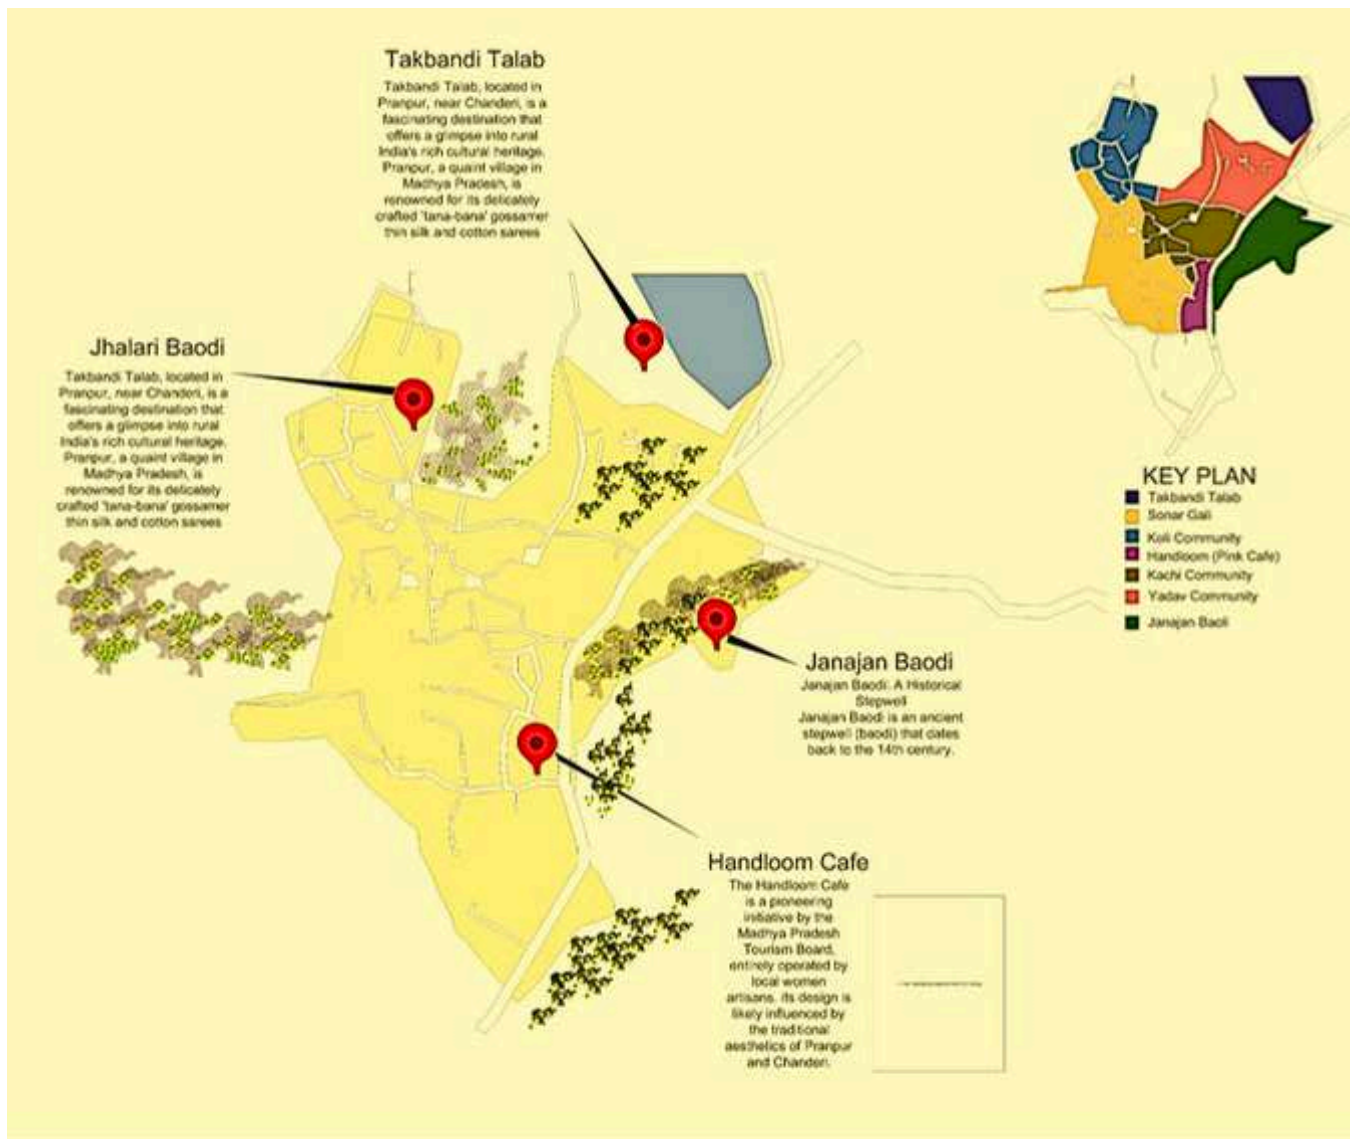 Takbandi Talab
Takbandi Talab, located in
Pranpur, near Chanderi, is a
fascinating destination that
offers a glimpse into rural
India's rich cultural heritage.
Pranpur, a quaint village in
Madhya Pradesh, is
renowned for its delicately
crafted 'tana-bana' gossamer
thin silk and cotton sarees
Jhalari Baodi
Takbandi Talab, located in
Pranpur, near Chanderi, is a
fascinating destination that
offers a glimpse into rural
India's rich cultural heritage.
Pranpur, a quaint village in
Madhya Pradesh, is
renowned for its delicately
crafted 'tana-bana' gossamer
thin silk and cotton sarees
KEY PLAN
Takbandi Talab
Sonar Gali
Koli Community
Handloom (Pink Cafe)
Kachi Community
Yadav Community
Janajan Baoli
Janajan Baodi
Janajan Baodi: A Historical
Stepwell
Janajan Baodi is an ancient
stepwell (baodi) that dates
back to the 14th century.
Handloom Cafe
The Handloom Cafe
is a pioneering
initiative by the
Madhya Pradesh
Tourism Board,
entirely operated by
local women
artisans. its design is
likely influenced by
the traditional
aesthetics of Pranpur
and Chanderi.